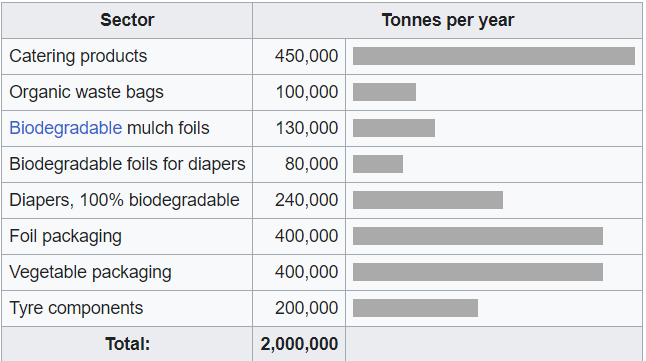 Sector Tonnes per year
Catering products 450,000
Organic waste bags 100,000
Biodegradable mulch foils 130,000
Biodegradable foils for diapers 80,000
Diapers, 100% biodegradable 240,000
Foil packaging 400,000
Vegetable packaging 400,000
Tyre components 200,000
Total: 2,000,000